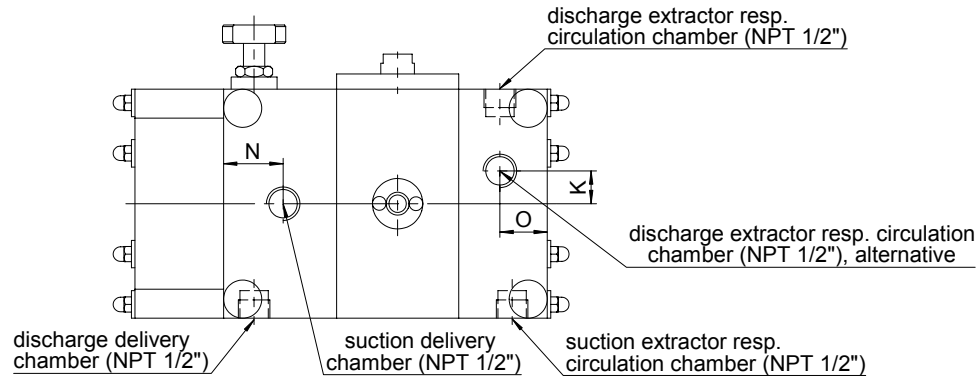 discharge extractor resp.
circulation chamber (NPT 1/2")
N
K
O
discharge extractor resp. circulation
chamber (NPT 1/2"), alternative
discharge delivery
chamber (NPT 1/2")
suction delivery
chamber (NPT 1/2")
suction extractor resp.
circulation chamber (NPT 1/2")